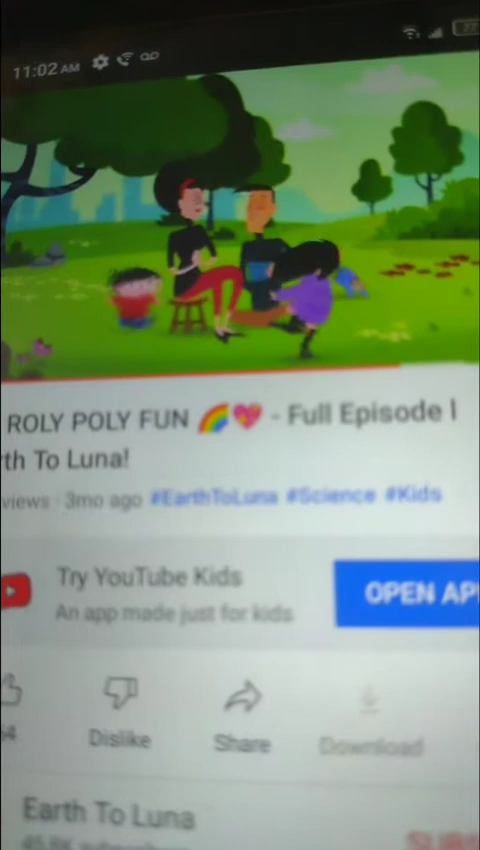 11:02 AM
ROLY POLY FUN 🌈💖 - Full Episode I
th To Luna!
views · 3mo ago #EarthToLuna #Science #Kids
Try YouTube Kids
An app made just for kids
OPEN AP
Dislike
Share
Download
Earth To Luna